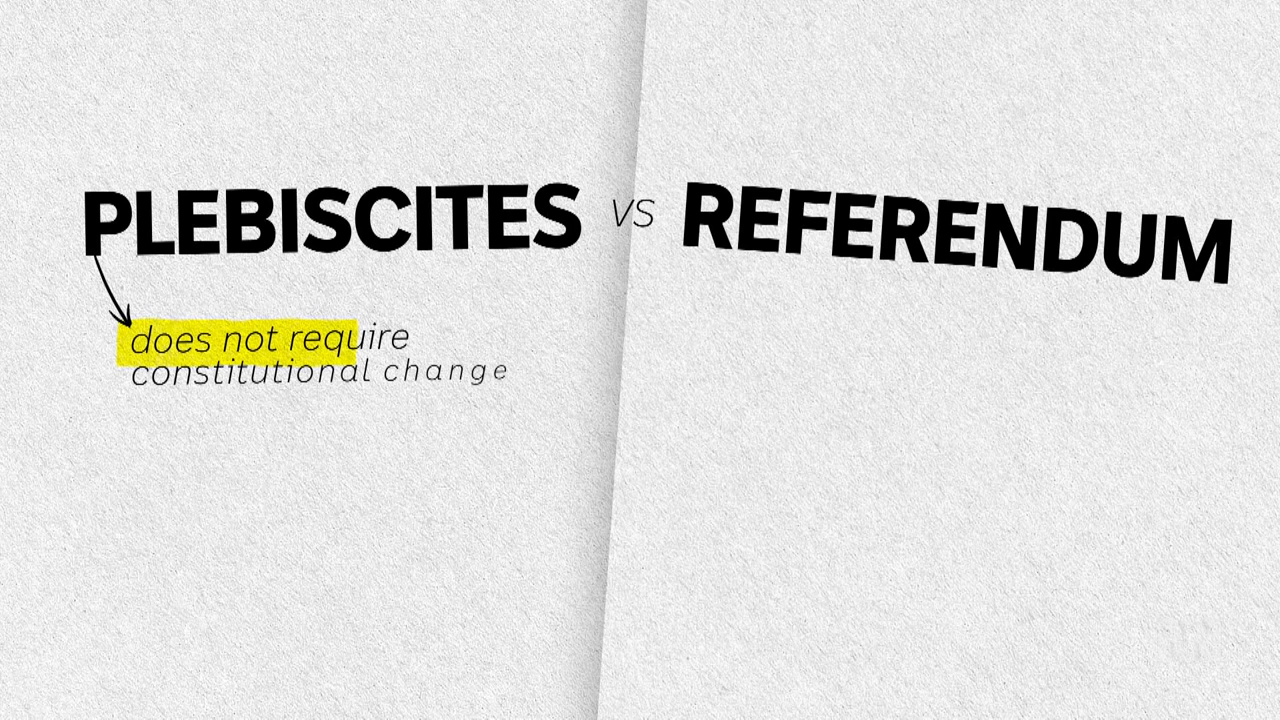 PLEBISCITES VS REFERENDUM
does not require
constitutional change